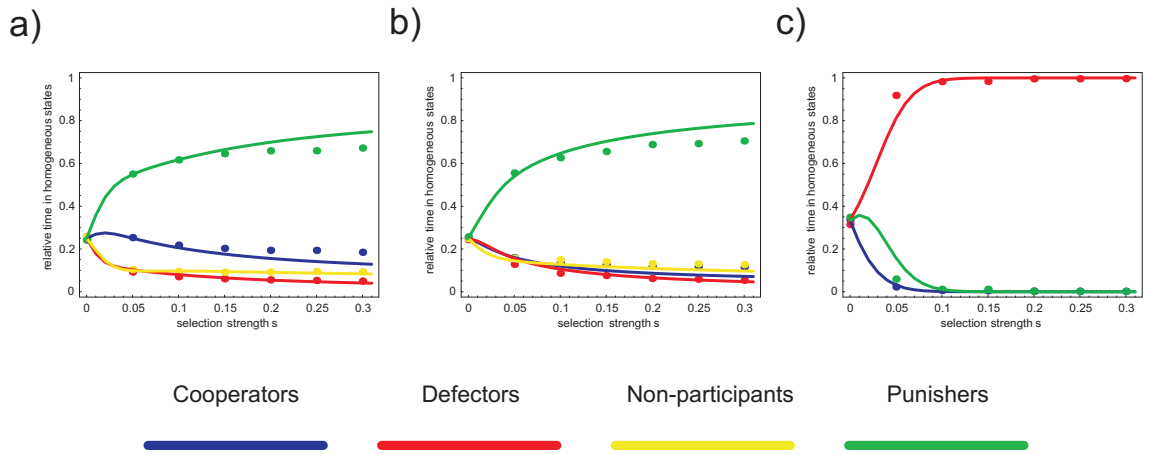 a)
b)
c)
relative time in homogeneous states
1
0.8
0.6
0.4
0.2
0
0 0.05 0.1 0.15 0.2 0.25 0.3
selection strength s
relative time in homogeneous states
1
0.8
0.6
0.4
0.2
0
0 0.05 0.1 0.15 0.2 0.25 0.3
selection strength s
relative time in homogeneous states
1
0.8
0.6
0.4
0.2
0
0 0.05 0.1 0.15 0.2 0.25 0.3
selection strength s
Cooperators Defectors Non-participants Punishers